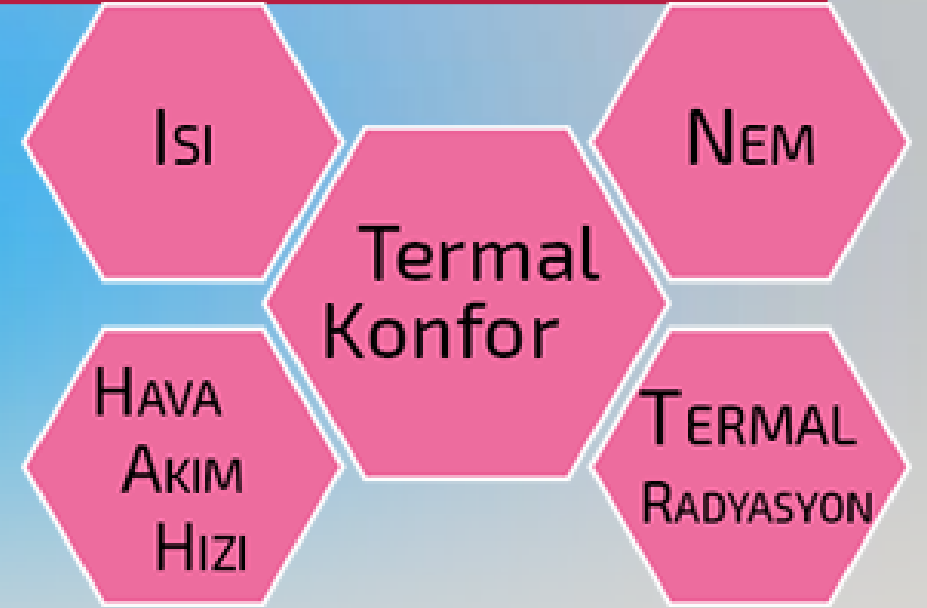 Isı
Nem
Termal
Konfor
Hava
Akım
Hızı
Termal
Radyasyon